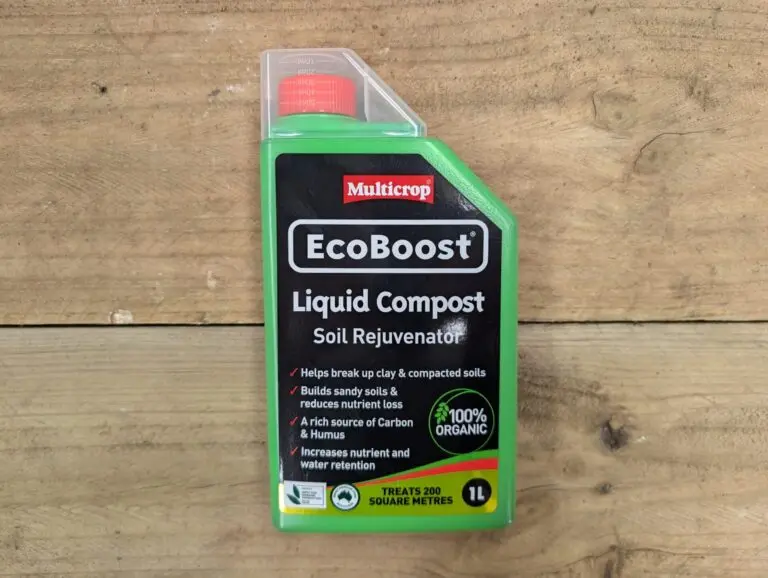 Multicrop
EcoBoost®
Liquid Compost
Soil Rejuvenator
✓ Helps break up clay & compacted soils
✓ Builds sandy soils &
reduces nutrient loss
✓ A rich source of Carbon
& Humus
✓ Increases nutrient and
water retention
100%
ORGANIC
TREATS 200
SQUARE METRES
1L